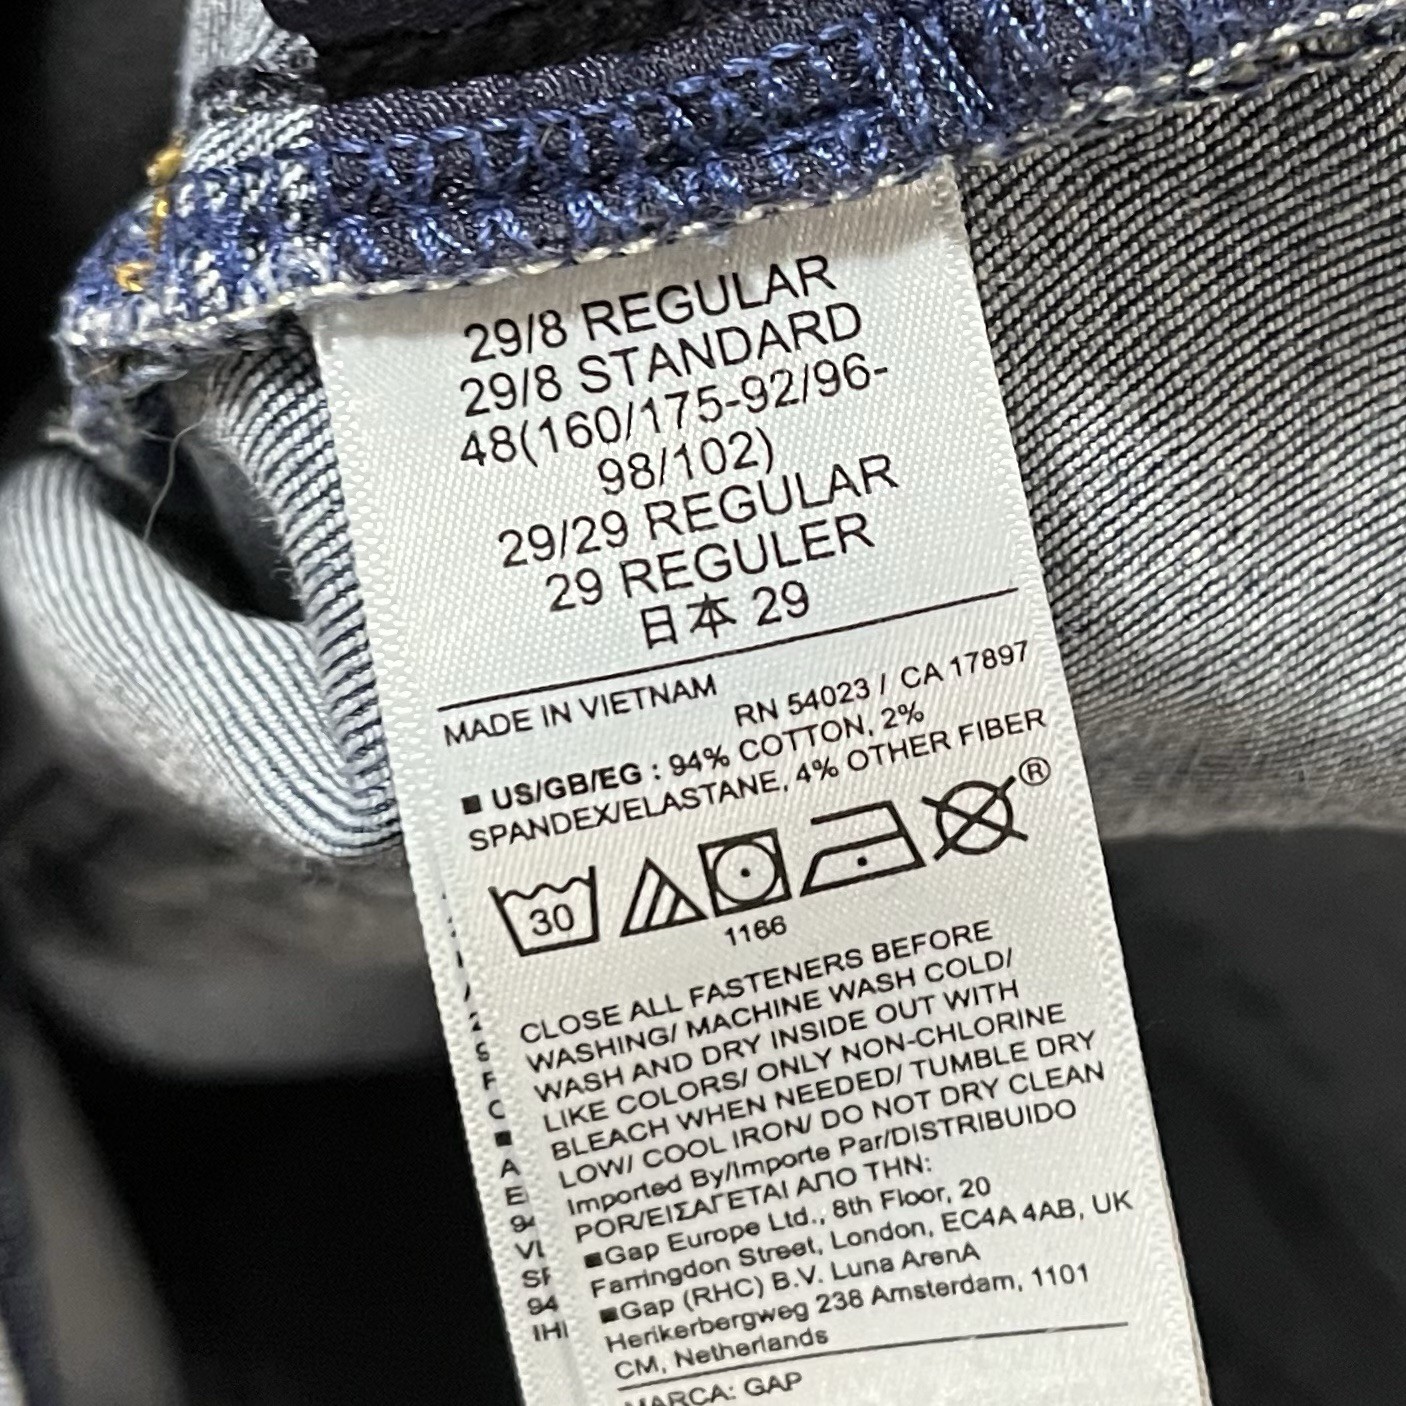 29/8 REGULAR
29/8 STANDARD
48(160/175-92/96-
98/102)
29/29 REGULAR
29 REGULER
日本 29
MADE IN VIETNAM
RN 54023 / CA 17897
■ US/GB/EG : 94% COTTON, 2%
SPANDEX/ELASTANE, 4% OTHER FIBER
30
®
1166
CLOSE ALL FASTENERS BEFORE
WASHING/ MACHINE WASH COLD/
WASH AND DRY INSIDE OUT WITH
LIKE COLORS/ ONLY NON-CHLORINE
BLEACH WHEN NEEDED/ TUMBLE DRY
LOW/ COOL IRON/ DO NOT DRY CLEAN
Imported By/Importe Par/DISTRIBUIDO
POR/ΕΙΣΑΓΕΤΑΙ ΑΠΟ ΤΗΝ:
■Gap Europe Ltd., 8th Floor, 20
Farringdon Street, London, EC4A 4AB, UK
■Gap (RHC) B.V. Luna ArenA
Herikerbergweg 238 Amsterdam, 1101
CM, Netherlands
MARCA: GAP